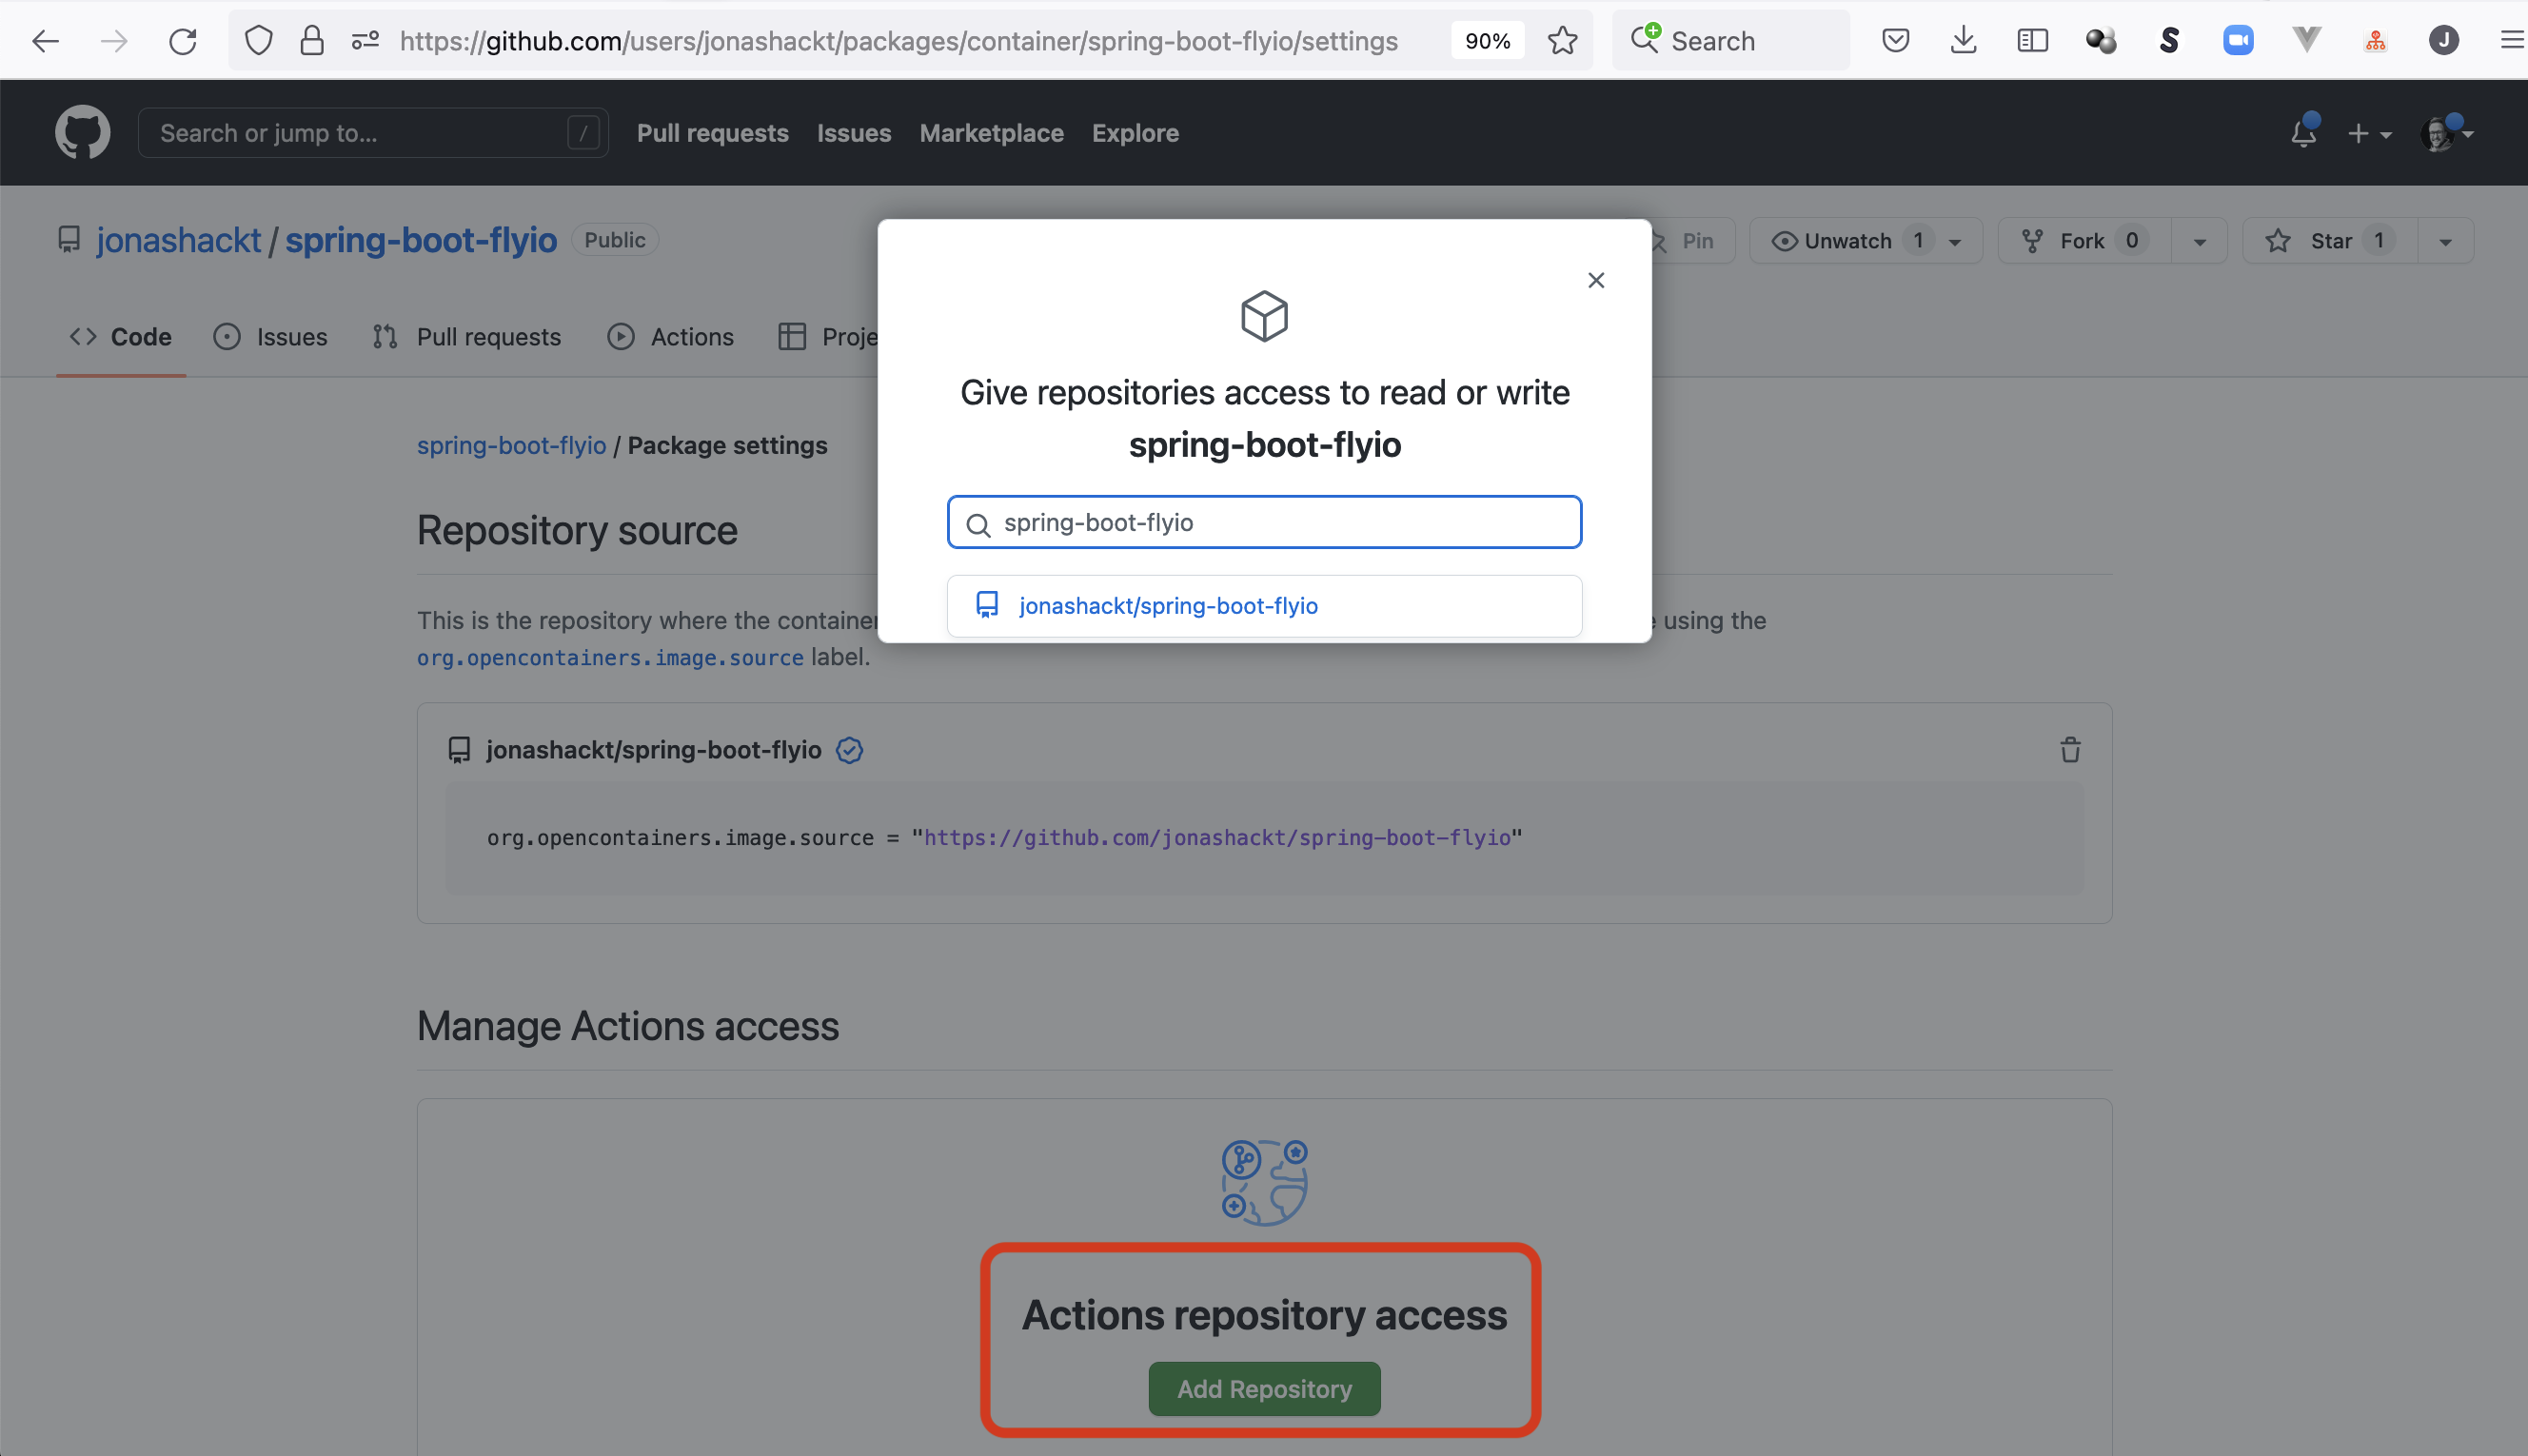 https://github.com/users/jonashackt/packages/container/spring-boot-flyio/settings 90% Search S J
Search or jump to... / Pull requests Issues Marketplace Explore
jonashackt / spring-boot-flyio Public Pin Unwatch 1 Fork 0 Star 1
Code Issues Pull requests Actions
Give repositories access to read or write
spring-boot-flyio
spring-boot-flyio
jonashackt/spring-boot-flyio
spring-boot-flyio / Package settings
Repository source
This is the repository where the container using the
org.opencontainers.image.source label.
jonashackt/spring-boot-flyio
org.opencontainers.image.source = "https://github.com/jonashackt/spring-boot-flyio"
Manage Actions access
Actions repository access
Add Repository